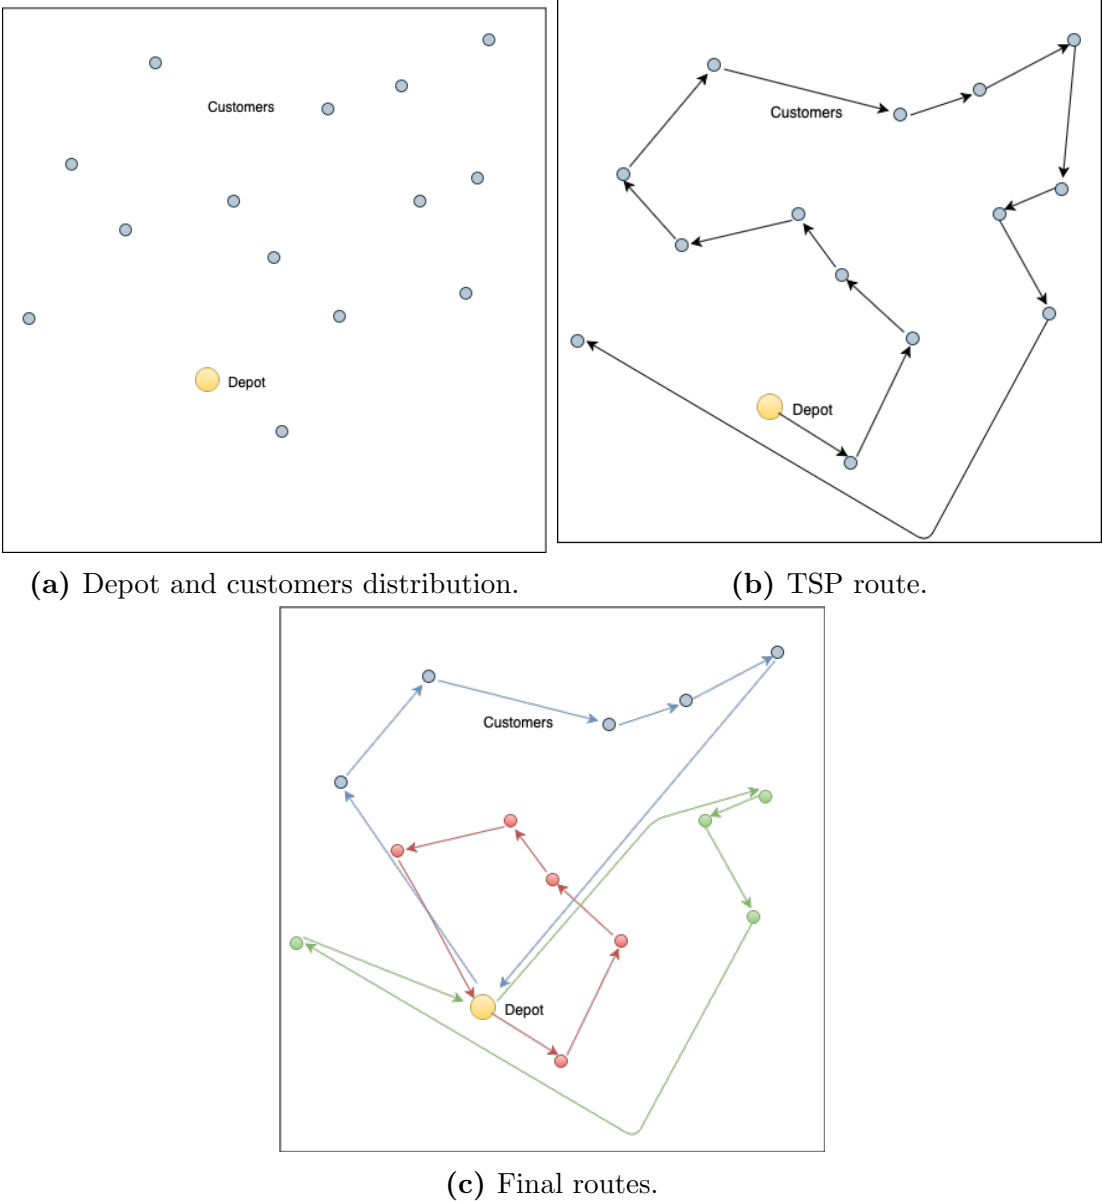 Customers
Depot
(a) Depot and customers distribution.
Customers
Depot
(b) TSP route.
Customers
Depot
(c) Final routes.